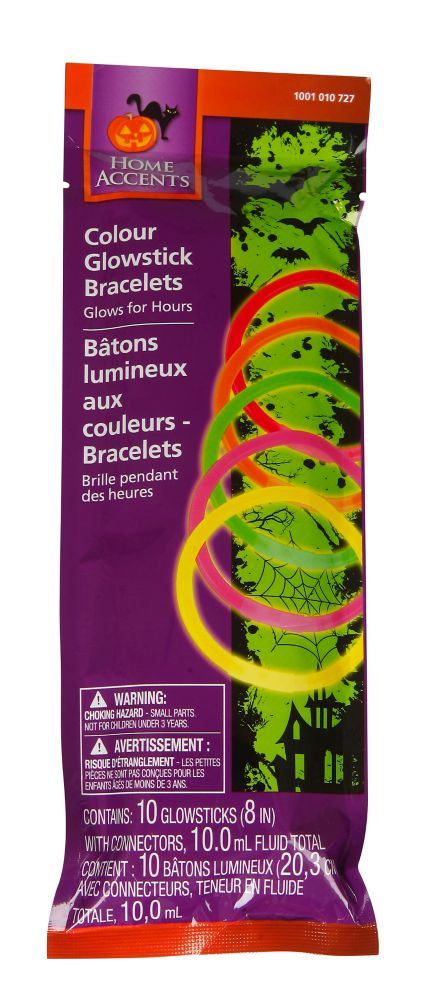 1001 010 727
HOME
ACCENTS
Colour
Glowstick
Bracelets
Glows for Hours
Bâtons
lumineux
aux
couleurs -
Bracelets
Brille pendant
des heures
WARNING:
CHOKING HAZARD - SMALL PARTS.
NOT FOR CHILDREN UNDER 3 YEARS.
AVERTISSEMENT :
RISQUE D'ÉTRANGLEMENT - LES PETITES
PIÈCES NE SONT PAS CONÇUES POUR LES
ENFANTS ÂGES DE MOINS DE 3 ANS.
CONTAINS: 10 GLOWSTICKS (8 IN)
WITH CONNECTORS, 10.0 mL FLUID TOTAL
CONTIENT : 10 BÂTONS LUMINEUX (20,3 CM
AVEC CONNECTEURS, TENEUR EN FLUIDE
TOTALE, 10,0 mL